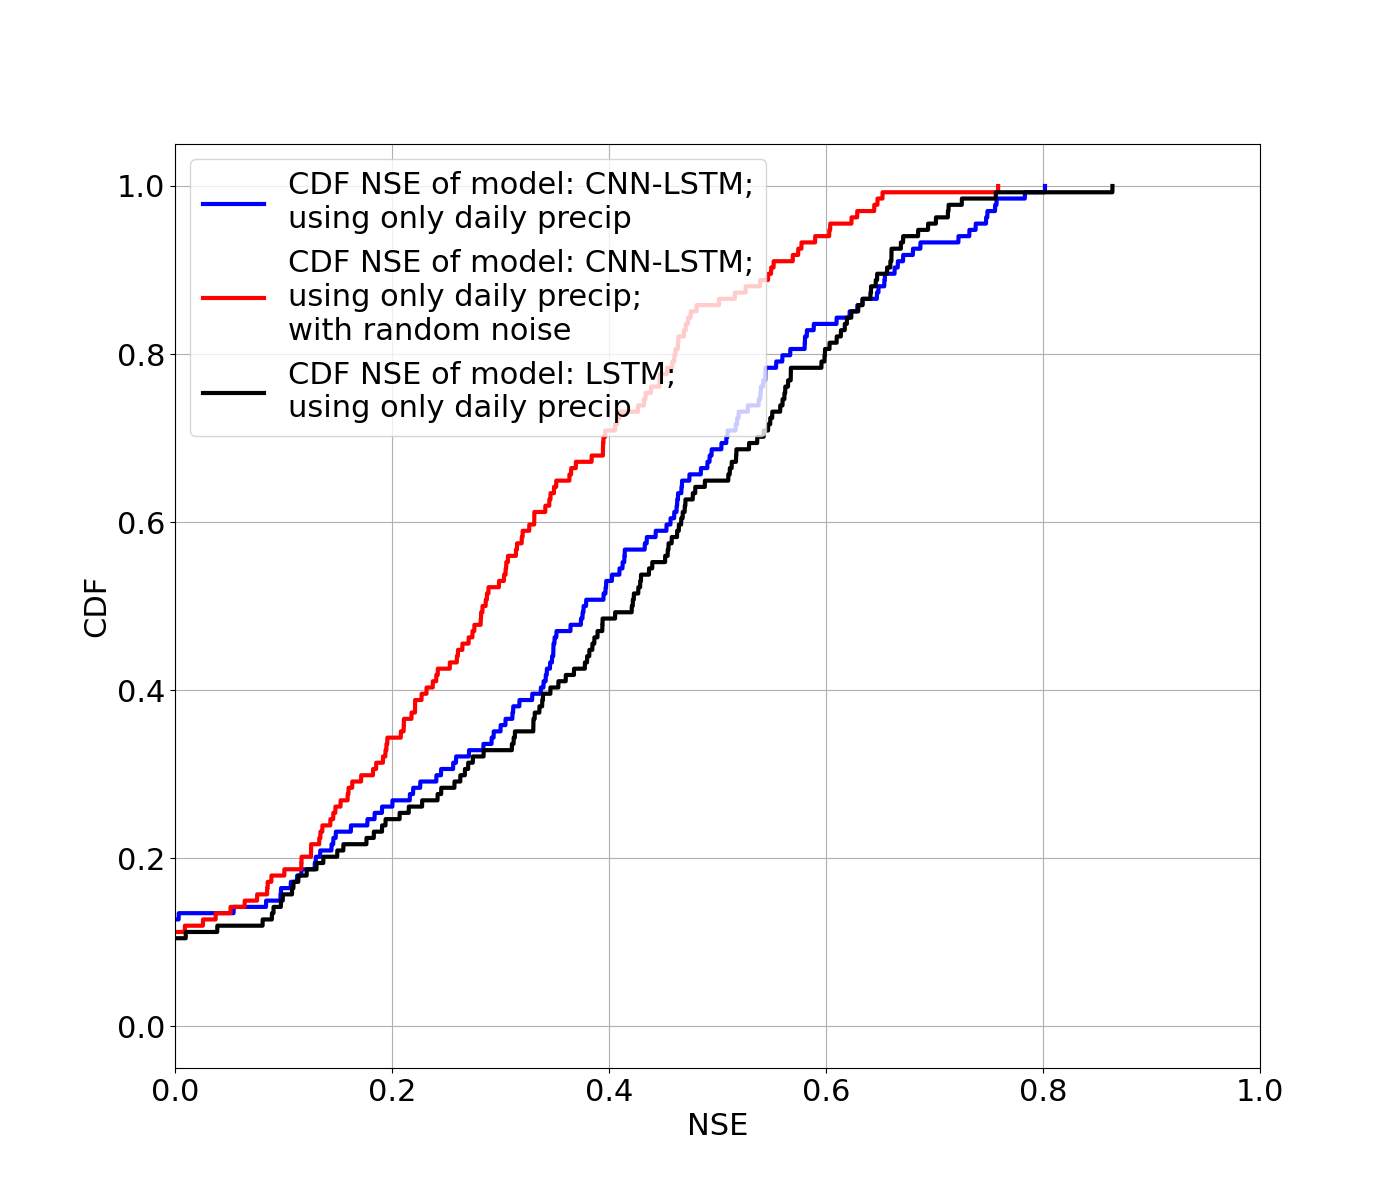 CDF NSE of model: CNN-LSTM;
using only daily precip
CDF NSE of model: CNN-LSTM;
using only daily precip;
with random noise
CDF NSE of model: LSTM;
using only daily precip
1.0
0.8
0.6
0.4
0.2
0.0
CDF
0.0 0.2 0.4 0.6 0.8 1.0
NSE